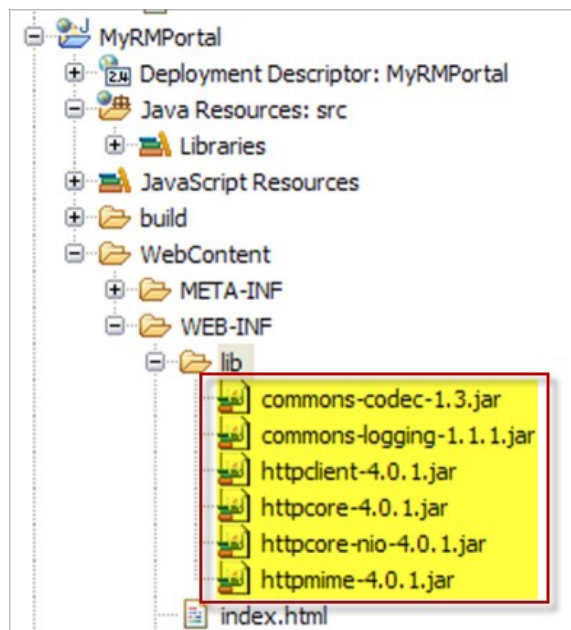 MyRMPortal
2.4 Deployment Descriptor: MyRMPortal
Java Resources: src
Libraries
JavaScript Resources
build
WebContent
META-INF
WEB-INF
lib
commons-codec-1.3.jar
commons-logging-1.1.1.jar
httpclient-4.0.1.jar
httpcore-4.0.1.jar
httpcore-nio-4.0.1.jar
httpmime-4.0.1.jar
index.html